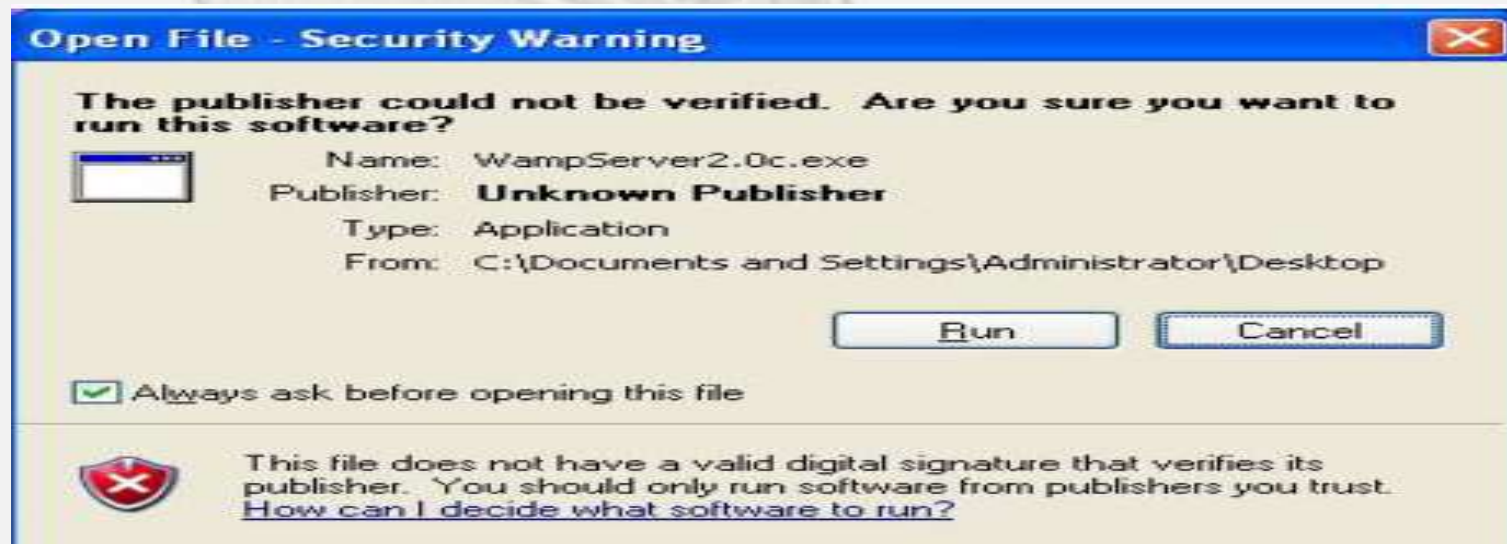 Open File - Security Warning
The publisher could not be verified. Are you sure you want to
run this software?
Name: WampServer2.0c.exe
Publisher: Unknown Publisher
Type: Application
From: C:\Documents and Settings\Administrator\Desktop
Run Cancel
Always ask before opening this file
This file does not have a valid digital signature that verifies its
publisher. You should only run software from publishers you trust.
How can I decide what software to run?